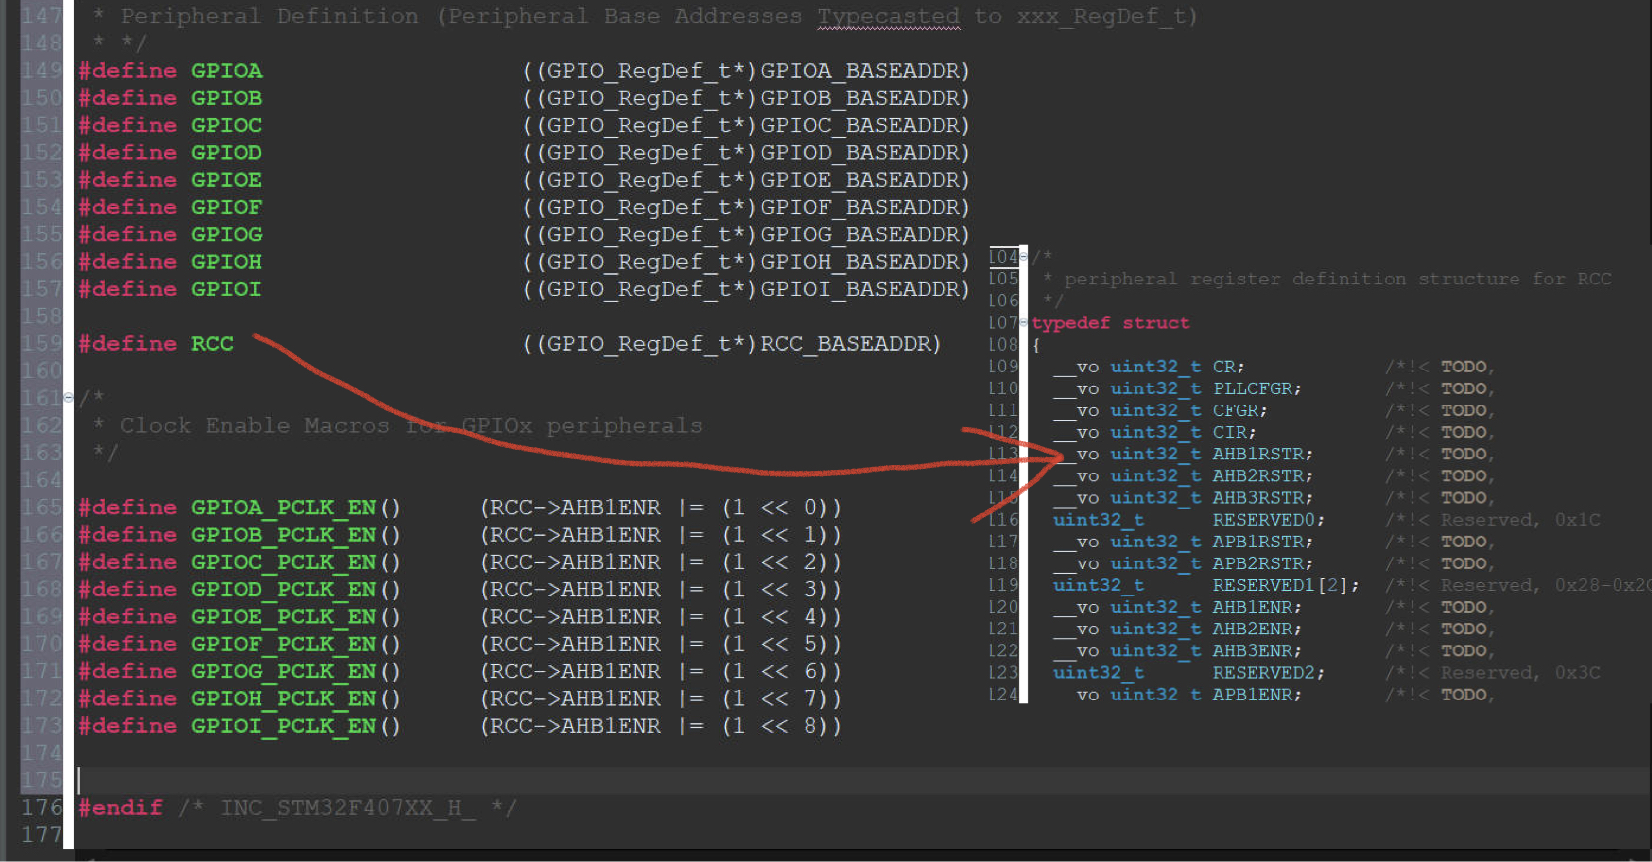 147 * Peripheral Definition (Peripheral Base Addresses Typecasted to xxx_RegDef_t)
148 * */
149 #define GPIOA ((GPIO_RegDef_t*)GPIOA_BASEADDR)
150 #define GPIOB ((GPIO_RegDef_t*)GPIOB_BASEADDR)
151 #define GPIOC ((GPIO_RegDef_t*)GPIOC_BASEADDR)
152 #define GPIOD ((GPIO_RegDef_t*)GPIOD_BASEADDR)
153 #define GPIOE ((GPIO_RegDef_t*)GPIOE_BASEADDR)
154 #define GPIOF ((GPIO_RegDef_t*)GPIOF_BASEADDR)
155 #define GPIOG ((GPIO_RegDef_t*)GPIOG_BASEADDR)
156 #define GPIOH ((GPIO_RegDef_t*)GPIOH_BASEADDR)
157 #define GPIOI ((GPIO_RegDef_t*)GPIOI_BASEADDR)
158
159 #define RCC ((GPIO_RegDef_t*)RCC_BASEADDR)
160
161 /*
162 * Clock Enable Macros for GPIOx peripherals
163 */
164
165 #define GPIOA_PCLK_EN() (RCC->AHB1ENR |= (1 << 0))
166 #define GPIOB_PCLK_EN() (RCC->AHB1ENR |= (1 << 1))
167 #define GPIOC_PCLK_EN() (RCC->AHB1ENR |= (1 << 2))
168 #define GPIOD_PCLK_EN() (RCC->AHB1ENR |= (1 << 3))
169 #define GPIOE_PCLK_EN() (RCC->AHB1ENR |= (1 << 4))
170 #define GPIOF_PCLK_EN() (RCC->AHB1ENR |= (1 << 5))
171 #define GPIOG_PCLK_EN() (RCC->AHB1ENR |= (1 << 6))
172 #define GPIOH_PCLK_EN() (RCC->AHB1ENR |= (1 << 7))
173 #define GPIOI_PCLK_EN() (RCC->AHB1ENR |= (1 << 8))
174
175
176 #endif /* INC_STM32F407XX_H_ */
177
104 /*
105 * peripheral register definition structure for RCC
106 */
107 typedef struct
108 {
109 __vo uint32_t CR; /*!< TODO,
110 __vo uint32_t PLLCFGR; /*!< TODO,
111 __vo uint32_t CFGR; /*!< TODO,
112 __vo uint32_t CIR; /*!< TODO,
113 __vo uint32_t AHB1RSTR; /*!< TODO,
114 __vo uint32_t AHB2RSTR; /*!< TODO,
115 __vo uint32_t AHB3RSTR; /*!< TODO,
116 uint32_t RESERVED0; /*!< Reserved, 0x1C
117 __vo uint32_t APB1RSTR; /*!< TODO,
118 __vo uint32_t APB2RSTR; /*!< TODO,
119 uint32_t RESERVED1[2]; /*!< Reserved, 0x28-0x2C
120 __vo uint32_t AHB1ENR; /*!< TODO,
121 __vo uint32_t AHB2ENR; /*!< TODO,
122 __vo uint32_t AHB3ENR; /*!< TODO,
123 uint32_t RESERVED2; /*!< Reserved, 0x3C
124 __vo uint32_t APB1ENR; /*!< TODO,